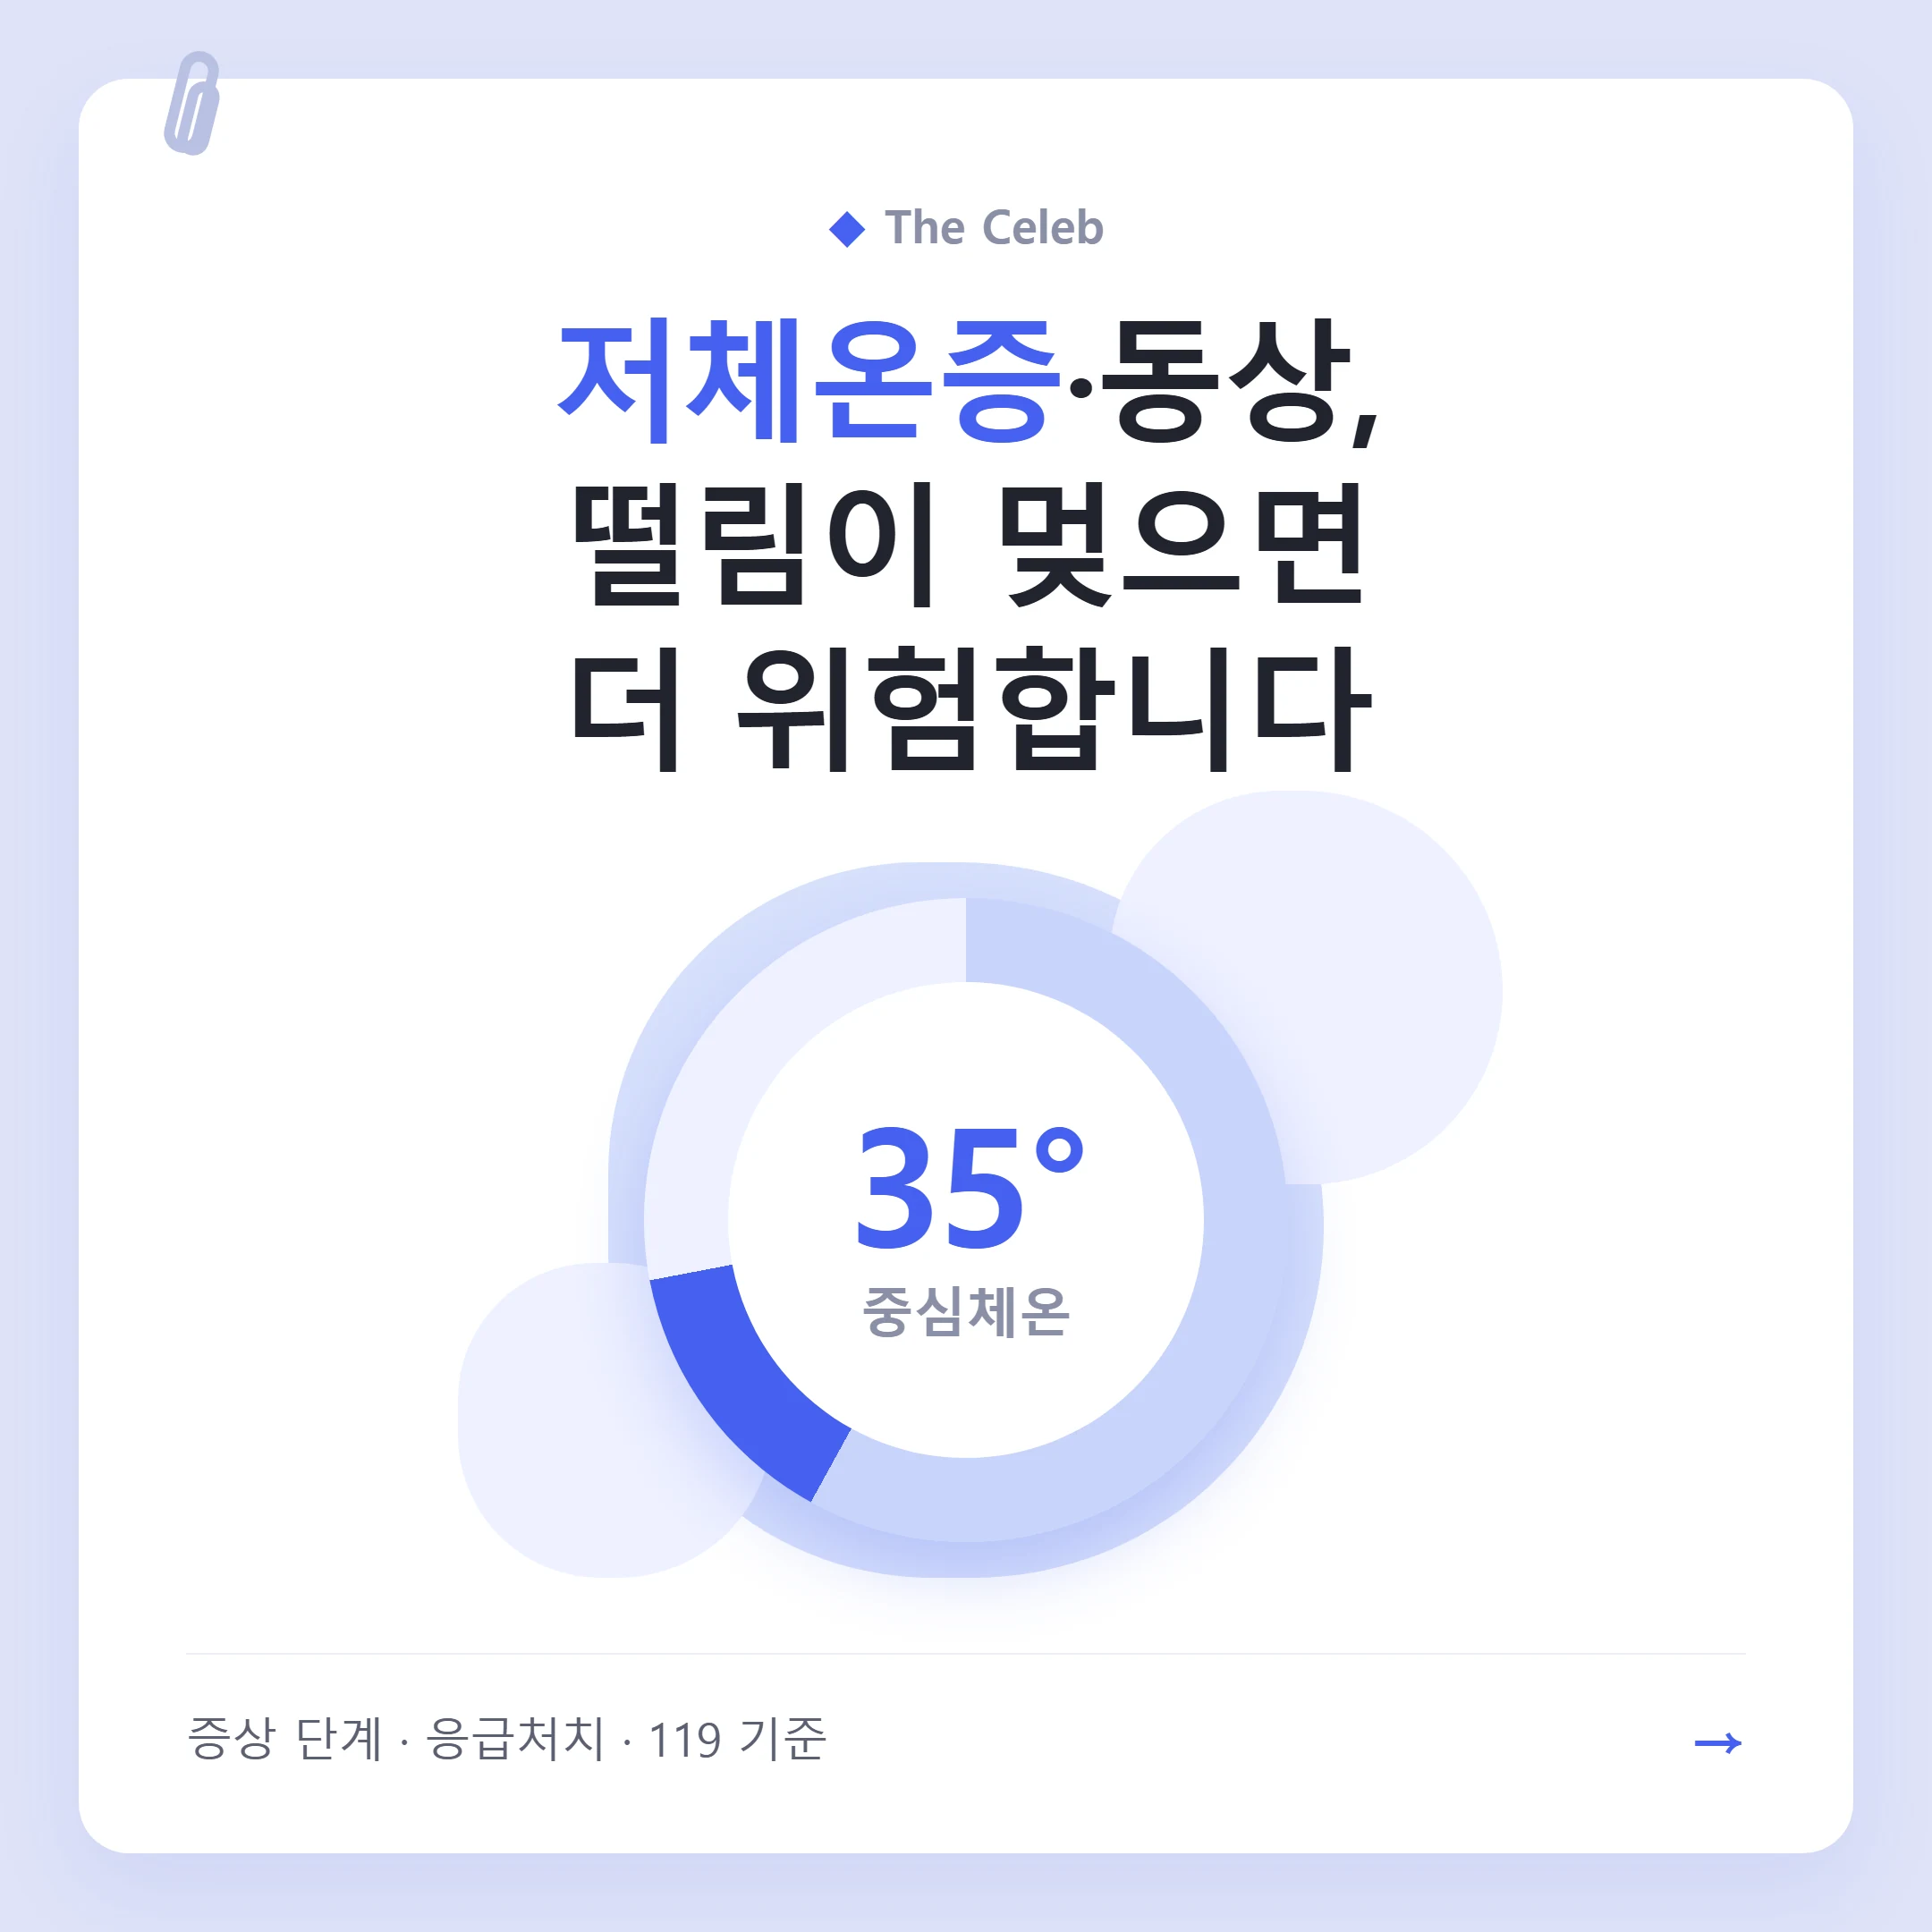 The Celeb
저체온증·동상,
떨림이 멎으면
더 위험합니다
35°
중심체온
증상 단계 · 응급처치 · 119 기준
→